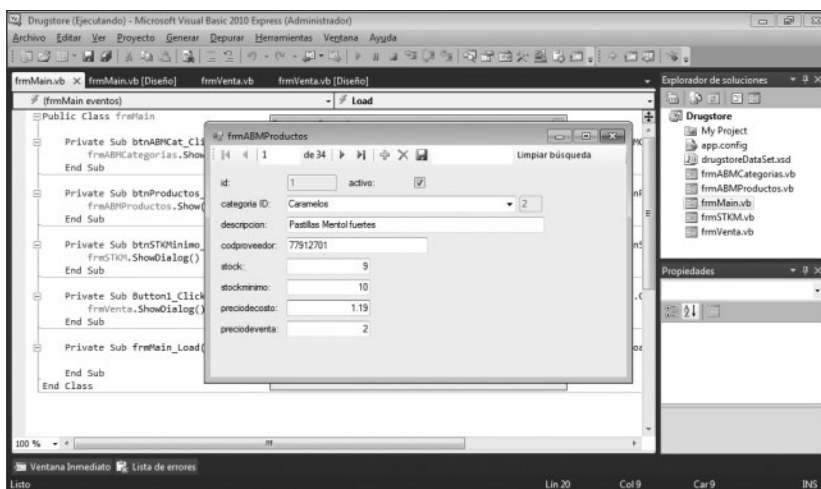 Drugstore (Ejecutando) - Microsoft Visual Basic 2010 Express (Administrador)
Archivo Editar Ver Proyecto Generar Depurar Herramientas Ventana Ayuda
frmMain.vb frmMain.vb [Diseño] frmVenta.vb frmVenta.vb [Diseño]
(frmMain eventos) Load
Public Class frmMain
Private Sub btnABMCat_Cli
frmABMCategorias.Show
End Sub
Private Sub btnProductos_
frmABMProductos.Show(
End Sub
Private Sub btnSTKMinimo_
frmSTKM.ShowDialog()
End Sub
Private Sub Button1_Click
frmVenta.ShowDialog()
End Sub
Private Sub frmMain_Load(
End Sub
End Class
100 %
frmABMProductos
1 de 34 Limpiar búsqueda
id: 1 activo:
categoria ID: Caramelos 2
descripcion: Pastillas Mentol fuertes
codproveedor: 77912701
stock: 9
stockminimo: 10
preciodecosto: 1.19
preciodeventa: 2
Explorador de soluciones
Drugstore
My Project
app.config
drugstoreDataSet.xsd
frmABMCategorias.vb
frmABMProductos.vb
frmMain.vb
frmSTKM.vb
frmVenta.vb
Propiedades
Ventana Inmediato Lista de errores
Listo Lín 20 Col 9 Car 9 INS